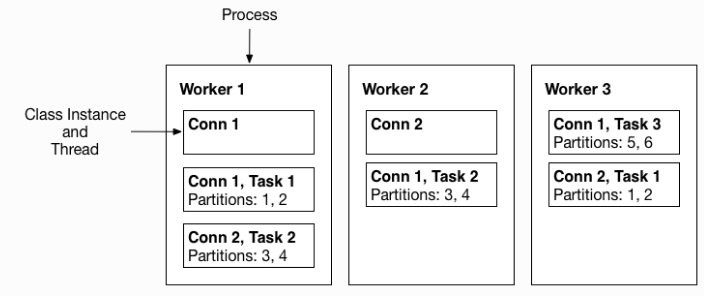 Process
Class Instance
and
Thread
Worker 1
Conn 1
Conn 1, Task 1
Partitions: 1, 2
Conn 2, Task 2
Partitions: 3, 4
Worker 2
Conn 2
Conn 1, Task 2
Partitions: 3, 4
Worker 3
Conn 1, Task 3
Partitions: 5, 6
Conn 2, Task 1
Partitions: 1, 2